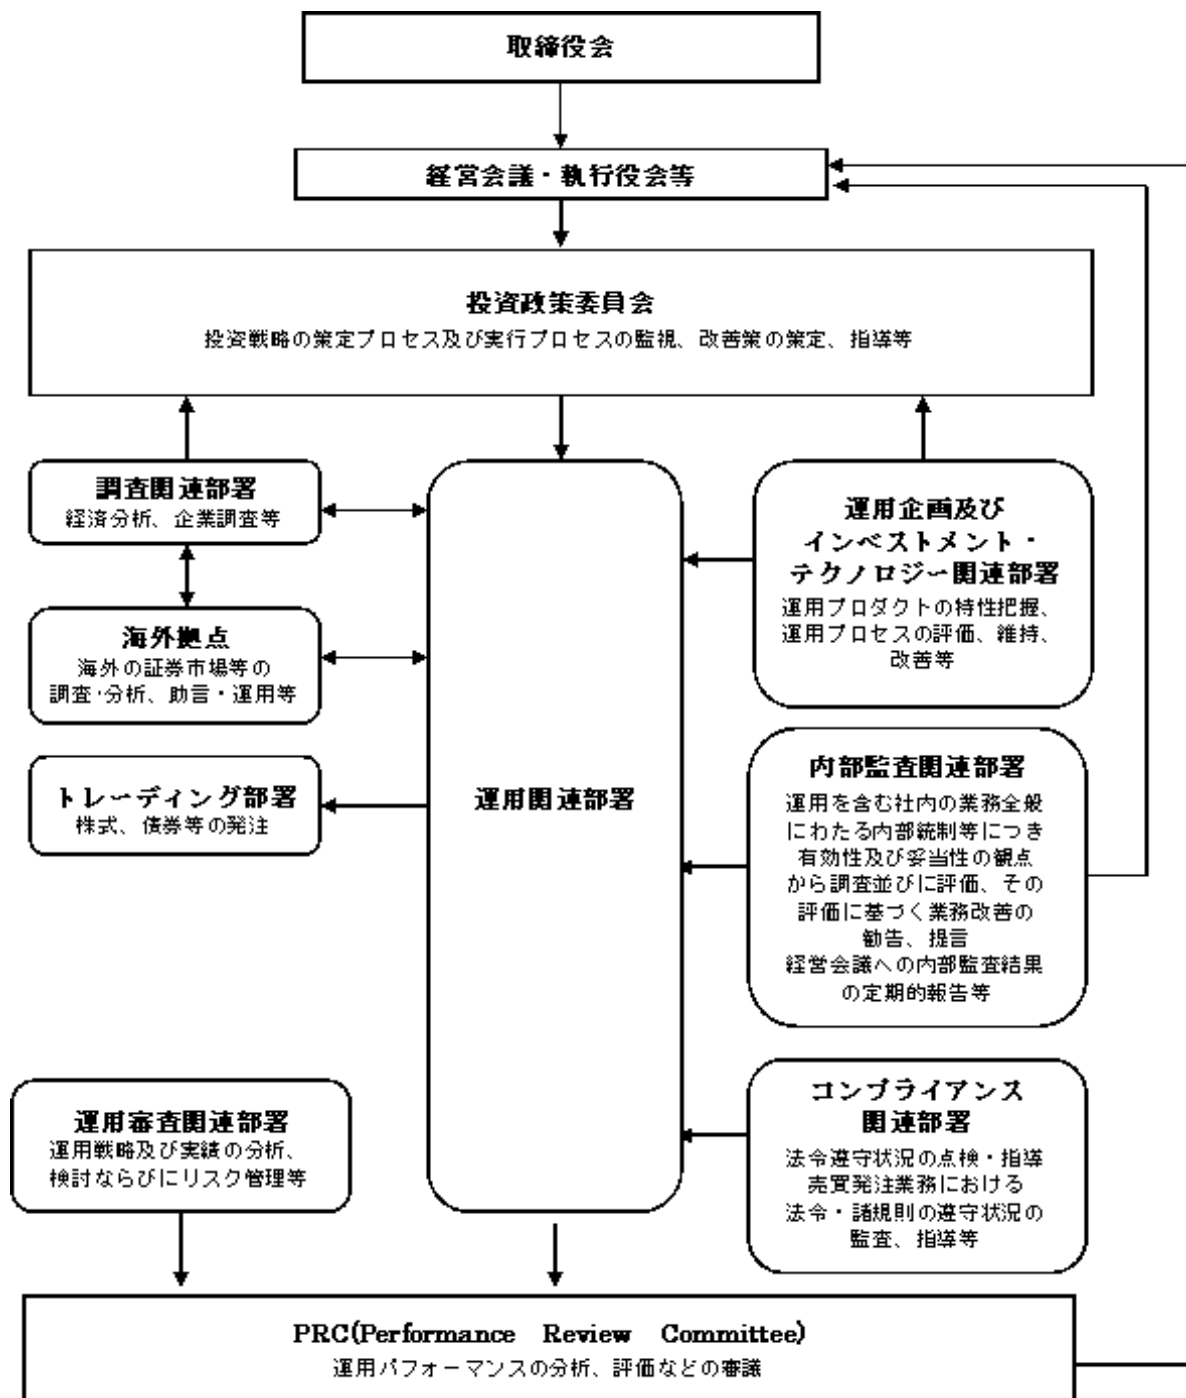 取締役会
経営会議・執行役会等
投資政策委員会
投資戦略の策定プロセス及び実行プロセスの監視、改善策の策定、指導等
調査関連部署
経済分析、企業調査等
海外拠点
海外の証券市場等の
調査・分析、助言・運用等
トレーディング部署
株式、債券等の発注
運用審査関連部署
運用戦略及び実績の分析、
検討ならびにリスク管理等
運用関連部署
運用企画及び
インベストメント・
テクノロジー関連部署
運用プロダクトの特性把握、
運用プロセスの評価、維持、
改善等
内部監査関連部署
運用を含む社内の業務全般
にわたる内部統制等につき
有効性及び妥当性の観点
から調査並びに評価、その
評価に基づく業務改善の
勧告、提言
経営会議への内部監査結果
の定期的報告等
コンプライアンス
関連部署
法令遵守状況の点検・指導
売買発注業務における
法令・諸規則の遵守状況の
監査、指導等
PRC(Performance Review Committee)
運用パフォーマンスの分析、評価などの審議